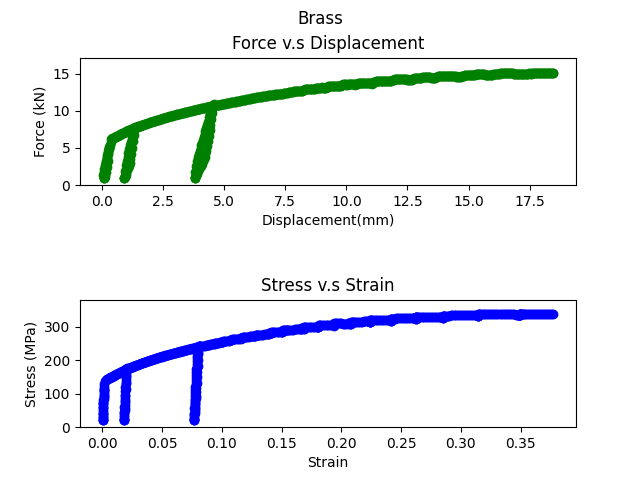 Brass
Force v.s Displacement
Force (kN)
15
10
5
0
0.0 2.5 5.0 7.5 10.0 12.5 15.0 17.5
Displacement(mm)
Stress v.s Strain
Stress (MPa)
300
200
100
0
0.00 0.05 0.10 0.15 0.20 0.25 0.30 0.35
Strain